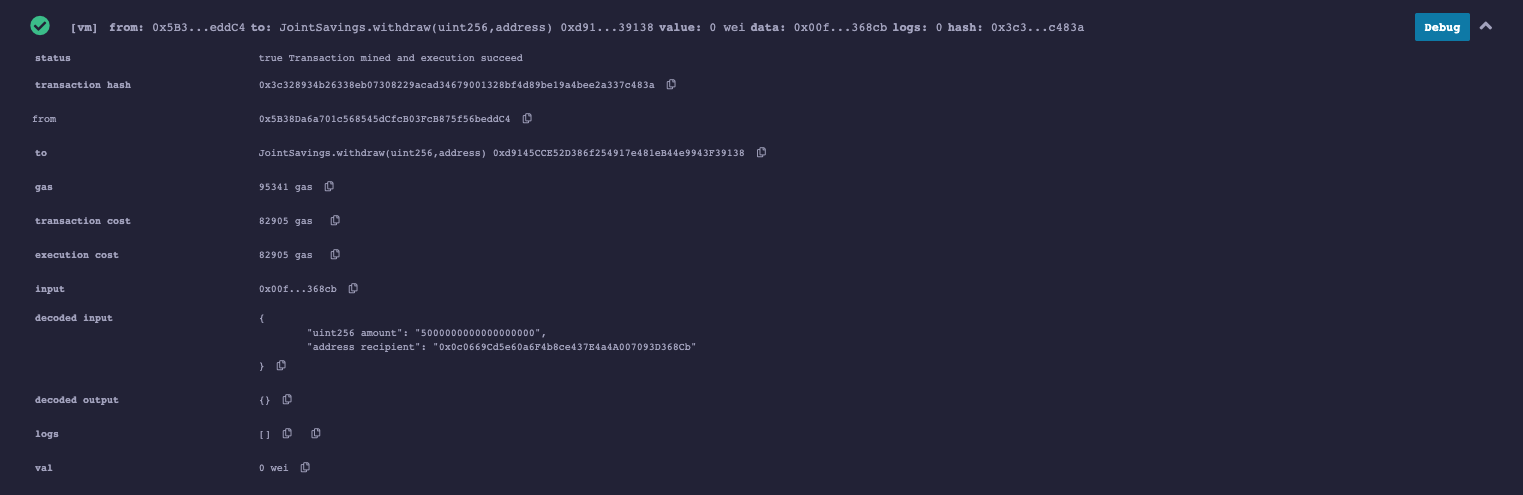 [vm] from: 0x5B3...eddC4 to: JointSavings.withdraw(uint256,address) 0xd91...39138 value: 0 wei data: 0x00f...368cb logs: 0 hash: 0x3c3...c483a Debug
status true Transaction mined and execution succeed
transaction hash 0x3c328934b26338eb07308229acad34679001328bf4d89be19a4bee2a337c483a
from 0x5B38Da6a701c568545dCfcB03FcB875f56beddC4
to JointSavings.withdraw(uint256,address) 0xd9145CCE52D386f254917e481eB44e9943F39138
gas 95341 gas
transaction cost 82905 gas
execution cost 82905 gas
input 0x00f...368cb
decoded input {
"uint256 amount": "5000000000000000000",
"address recipient": "0x0c0669Cd5e60a6F4b8ce437E4a4A007093D368Cb"
}
decoded output {}
logs []
val 0 wei